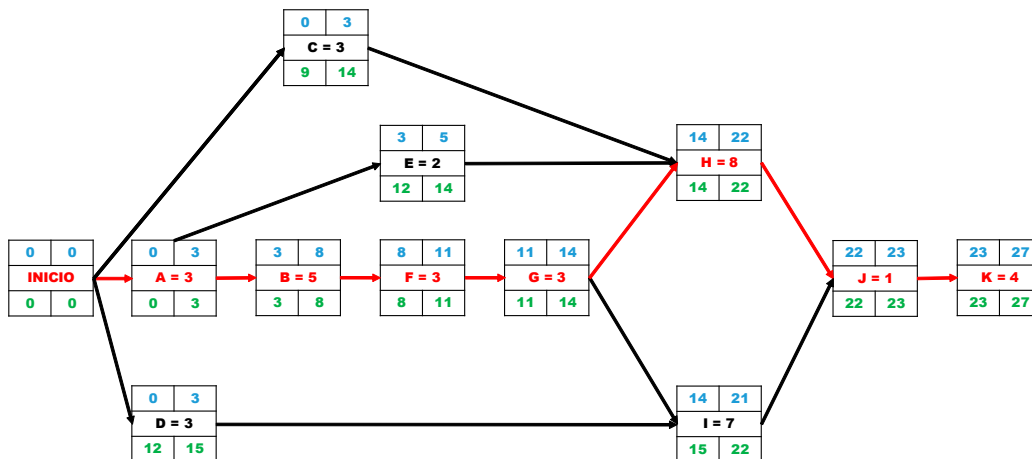 0 3
C = 3
9 14
3 5
E = 2
12 14
14 22
H = 8
14 22
0 0
INICIO
0 0
0 3
A = 3
0 3
3 8
B = 5
3 8
8 11
F = 3
8 11
11 14
G = 3
11 14
22 23
J = 1
22 23
23 27
K = 4
23 27
0 3
D = 3
12 15
14 21
I = 7
15 22